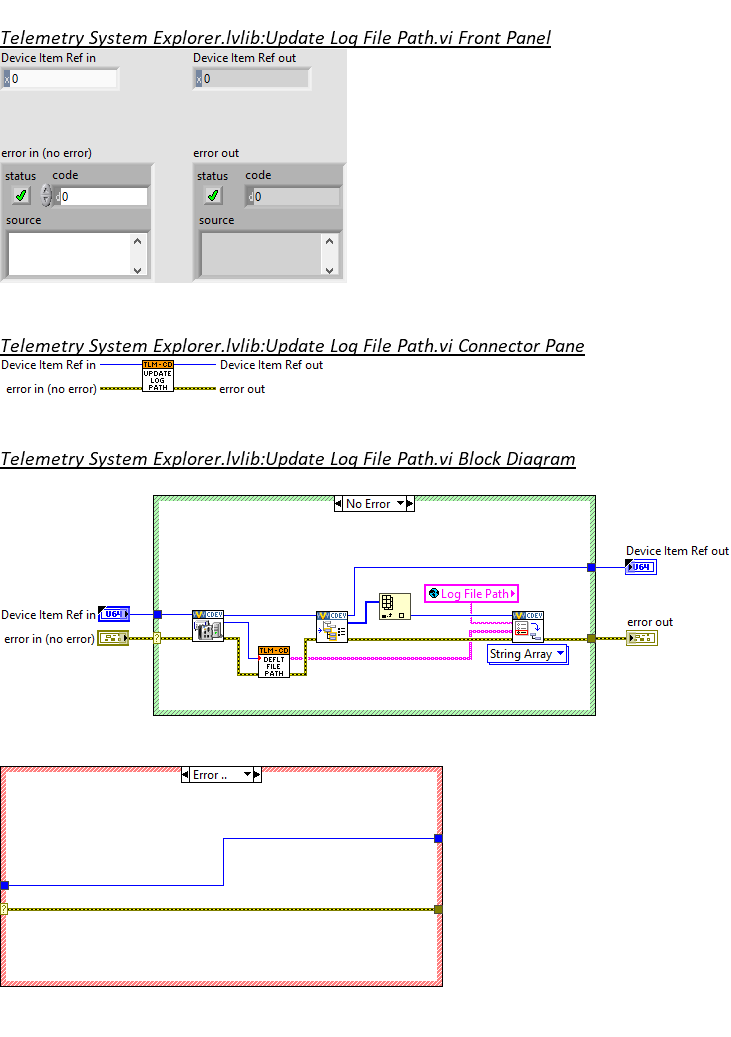 Telemetry System Explorer.lvlib:Update Log File Path.vi Front Panel
Device Item Ref in
Device Item Ref out
x 0
x 0
error in (no error)
error out
status code
status code
d 0
d 0
source
source
Telemetry System Explorer.lvlib:Update Log File Path.vi Connector Pane
Device Item Ref in
TLM-CD
UPDATE
LOG
PATH
Device Item Ref out
error in (no error)
error out
Telemetry System Explorer.lvlib:Update Log File Path.vi Block Diagram
No Error
Device Item Ref out
U64
Log File Path
Device Item Ref in
U64
CDEV
CDEV
CDEV
error out
error in (no error)
?
TLM-CD
DEFLT
FILE
PATH
String Array
Error ..
?